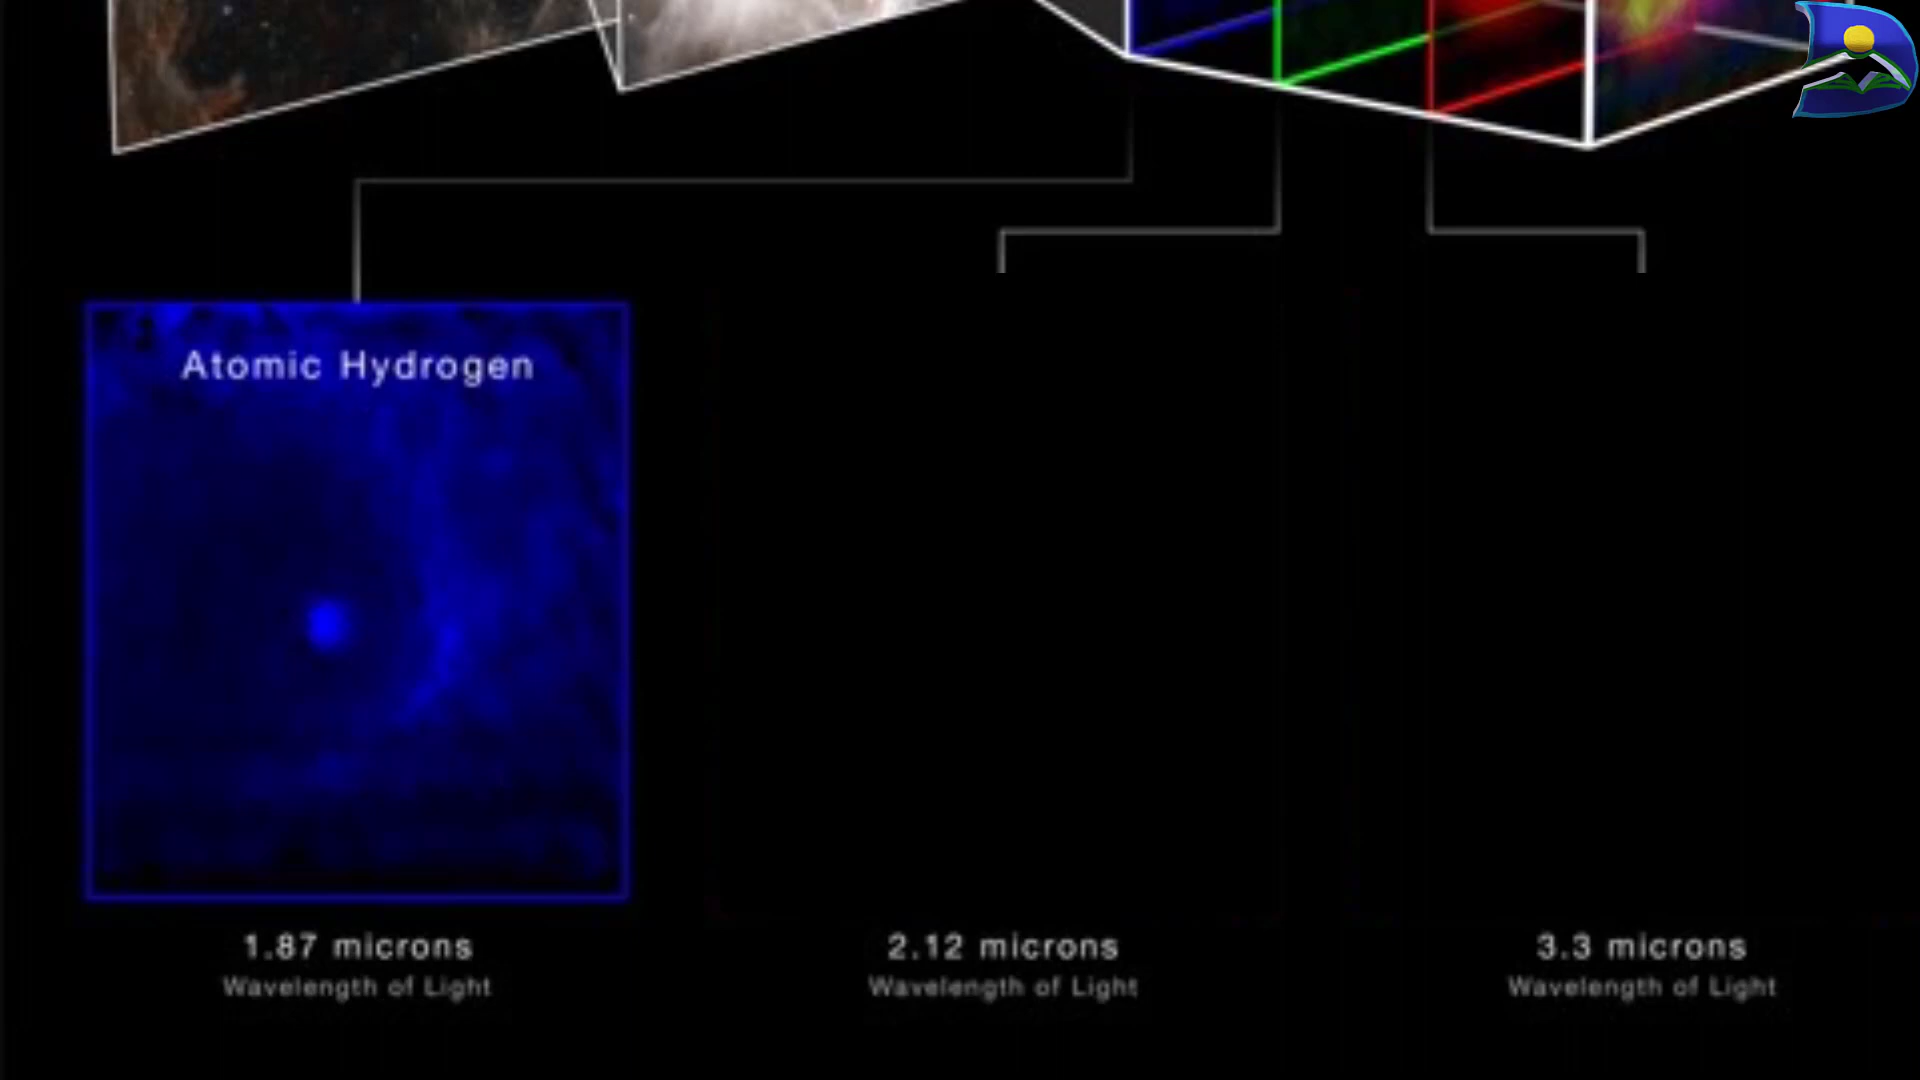 Atomic Hydrogen
1.87 microns
Wavelength of Light
2.12 microns
Wavelength of Light
3.3 microns
Wavelength of Light